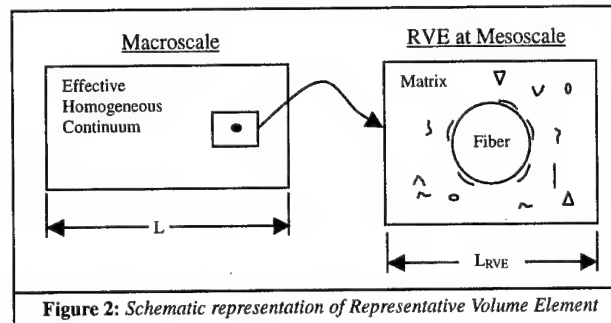 Macroscale
RVE at Mesoscale
Effective
Homogeneous
Continuum
Matrix
Fiber
L
LRVE
Figure 2: Schematic representation of Representative Volume Element